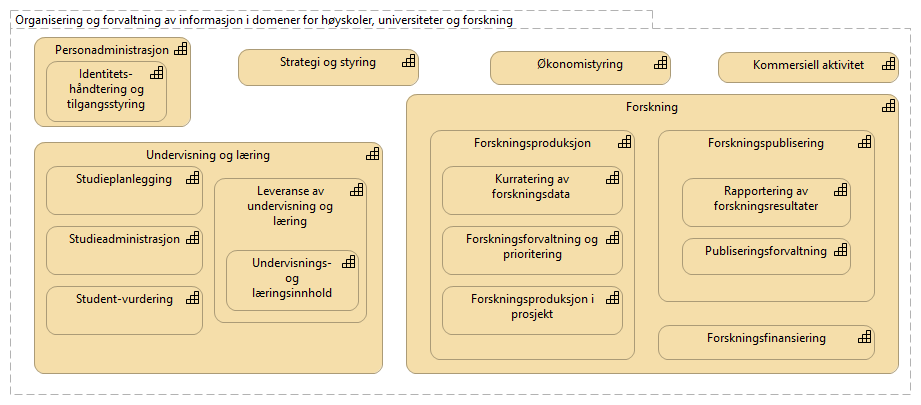 Organisering og forvaltning av informasjon i domener for høyskoler, universiteter og forskning
Personadministrasjon
Identitets-
håndtering og
tilgangsstyring
Strategi og styring
Økonomistyring
Kommersiell aktivitet
Undervisning og læring
Studieplanlegging
Studieadministrasjon
Student-vurdering
Leveranse av
undervisning og
læring
Undervisnings-
og
læringsinnhold
Forskning
Forskningsproduksjon
Kurratering av
forskningsdata
Forskningsforvaltning og
prioritering
Forskningsproduksjon i
prosjekt
Forskningspublisering
Rapportering av
forskningsresultater
Publiseringsforvaltning
Forskningsfinansiering